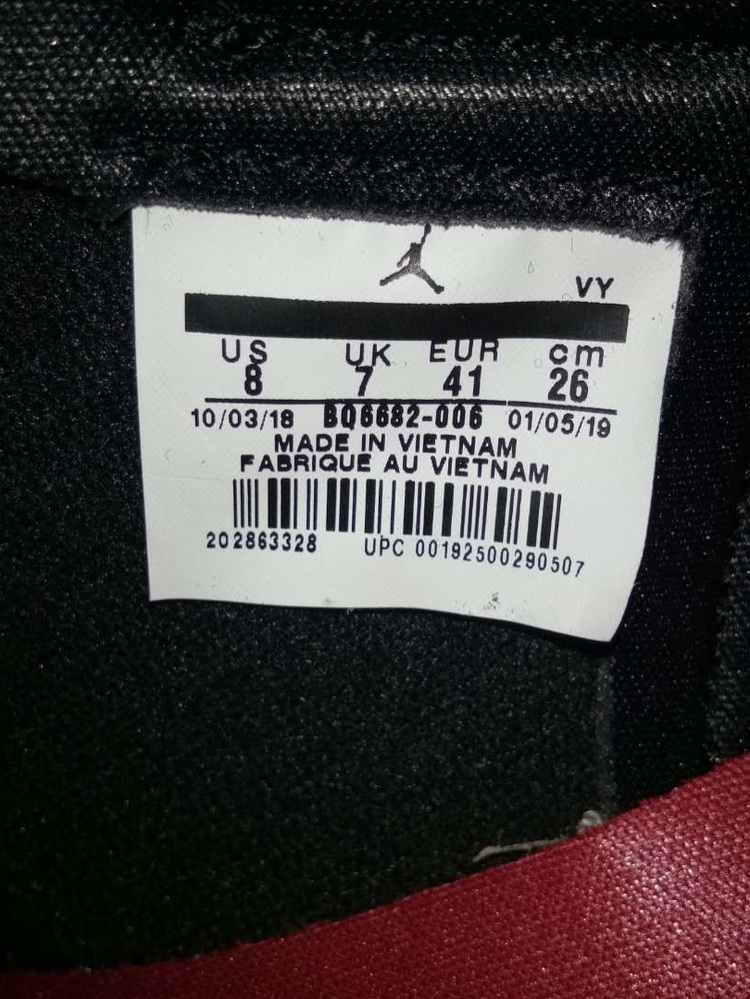 VY
US UK EUR cm
8 7 41 26
10/03/18 BQ6682-006 01/05/19
MADE IN VIETNAM
FABRIQUE AU VIETNAM
202863328 UPC 00192500290507